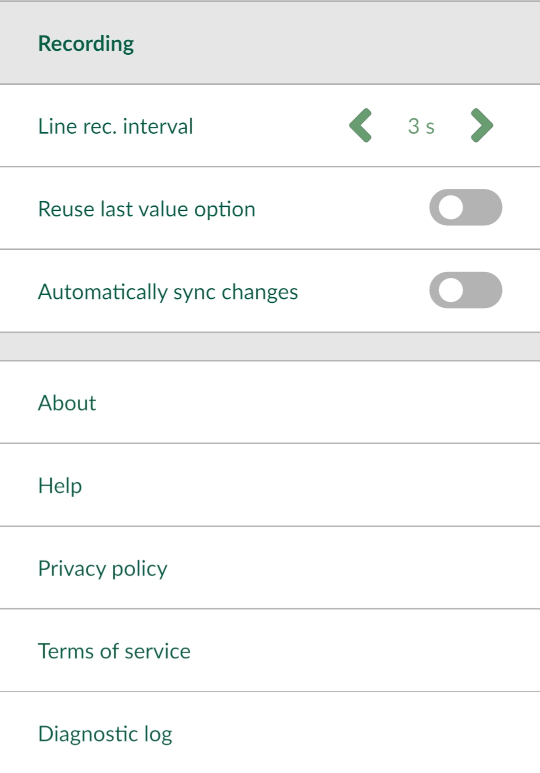 Recording
Line rec. interval 3 s
Reuse last value option
Automatically sync changes
About
Help
Privacy policy
Terms of service
Diagnostic log